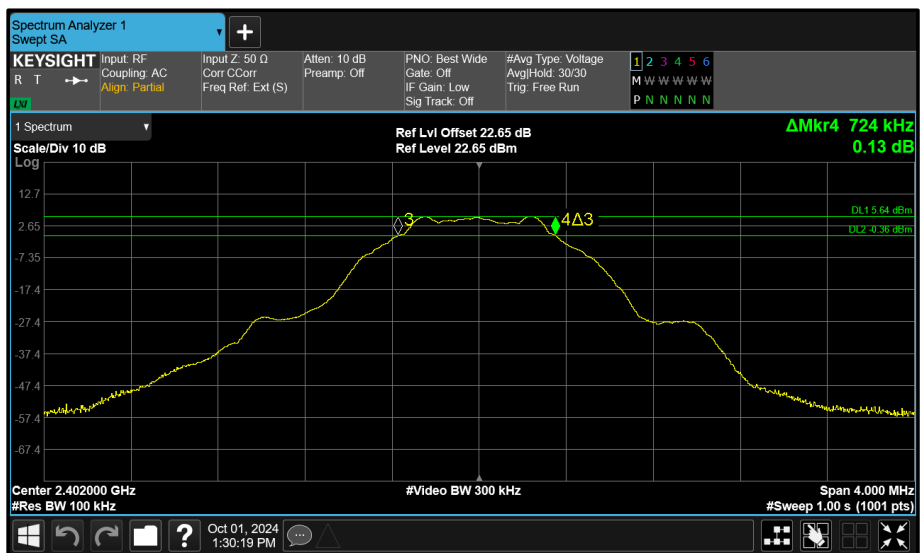 Spectrum Analyzer 1
Swept SA
KEYSIGHT
R T
LXI
Input: RF
Coupling: AC
Align: Partial
Input Z: 50 Ω
Corr CCorr
Freq Ref: Ext (S)
Atten: 10 dB
Preamp: Off
PNO: Best Wide
Gate: Off
IF Gain: Low
Sig Track: Off
#Avg Type: Voltage
Avg|Hold: 30/30
Trig: Free Run
1 2 3 4 5 6
M W W W W W
P N N N N N
1 Spectrum
Scale/Div 10 dB
Log
Ref Lvl Offset 22.65 dB
Ref Level 22.65 dBm
ΔMkr4 724 kHz
0.13 dB
12.7
2.65
-7.35
-17.4
-27.4
-37.4
-47.4
-57.4
-67.4
3
4Δ3
DL1 5.64 dBm
DL2 -0.36 dBm
Center 2.402000 GHz
#Res BW 100 kHz
#Video BW 300 kHz
Span 4.000 MHz
#Sweep 1.00 s (1001 pts)
?
Oct 01, 2024
1:30:19 PM